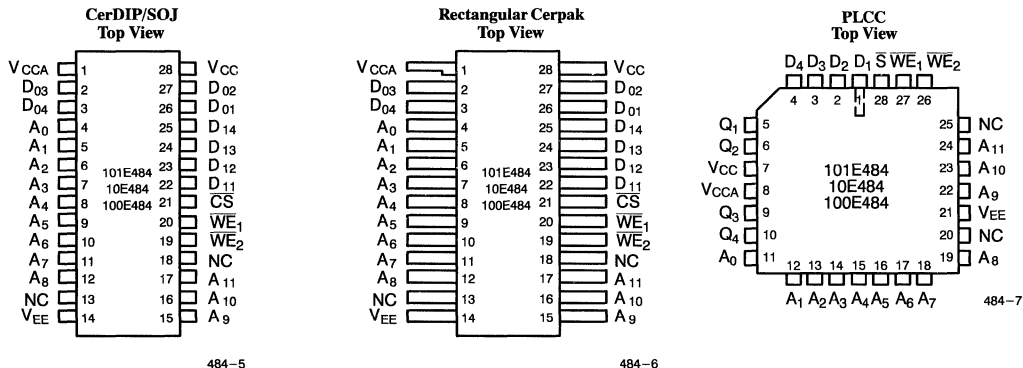 CerDIP/SOJ
Top View
VCCA 1 28 VCC
D03 2 27 D02
D04 3 26 D01
A0 4 25 D14
A1 5 24 D13
A2 6 23 D12
A3 7 22 D11
A4 8 21 C̅S̅
A5 9 20 W̅E̅1
A6 10 19 W̅E̅2
A7 11 18 NC
A8 12 17 A11
NC 13 16 A10
VEE 14 15 A9
101E484
10E484
100E484
484-5
Rectangular Cerpak
Top View
VCCA 1 28 VCC
D03 2 27 D02
D04 3 26 D01
A0 4 25 D14
A1 5 24 D13
A2 6 23 D12
A3 7 22 D11
A4 8 21 C̅S̅
A5 9 20 W̅E̅1
A6 10 19 W̅E̅2
A7 11 18 NC
A8 12 17 A11
NC 13 16 A10
VEE 14 15 A9
101E484
10E484
100E484
484-6
PLCC
Top View
D4 D3 D2 D1 S̅ W̅E̅1 W̅E̅2
4 3 2 1 28 27 26
Q1 5 25 NC
Q2 6 24 A11
VCC 7 23 A10
VCCA 8 22 A9
Q3 9 21 VEE
Q4 10 20 NC
A0 11 19 A8
101E484
10E484
100E484
12 13 14 15 16 17 18
A1 A2 A3 A4 A5 A6 A7
484-7